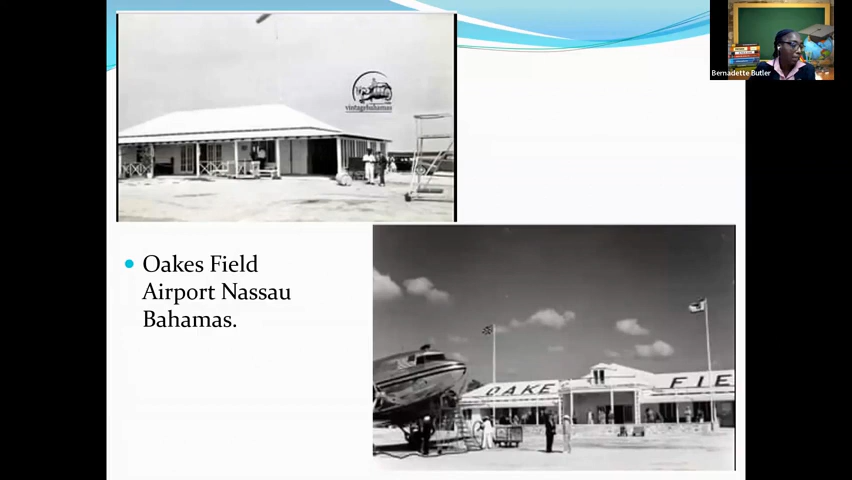 vintagebahamas
Bernadette Butler
Oakes Field
Airport Nassau
Bahamas.
OAKE
FIE